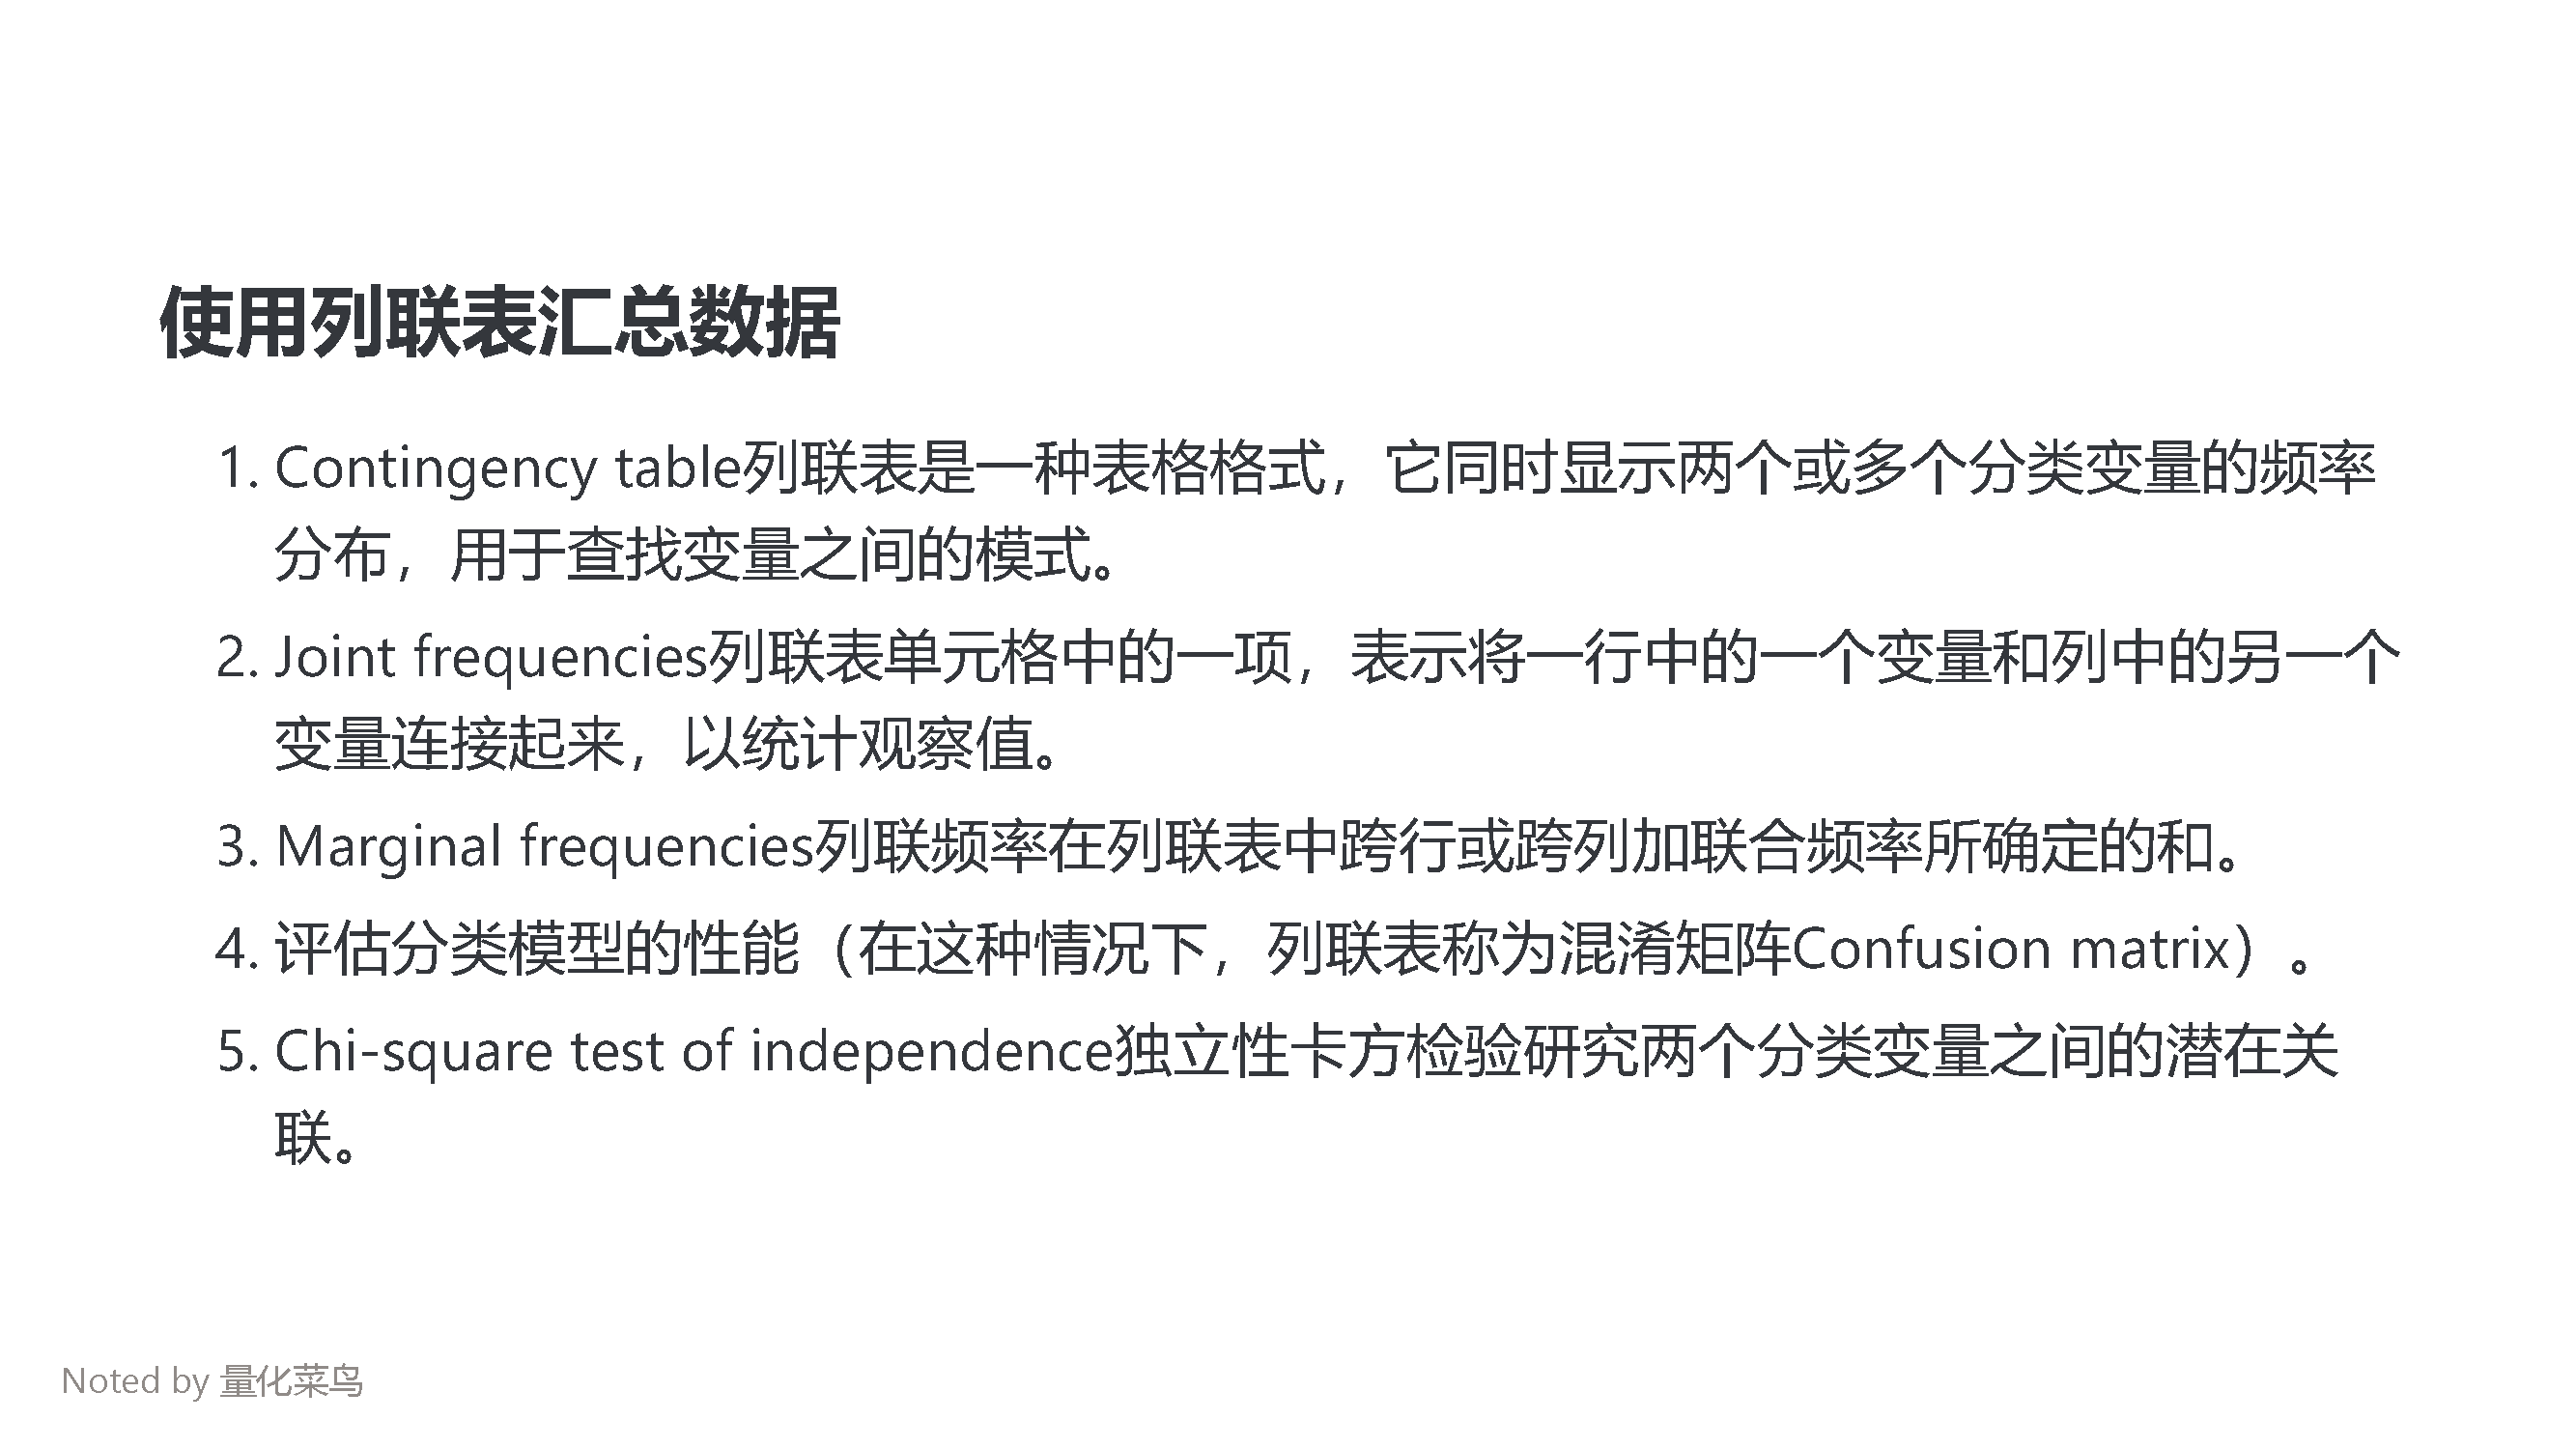 使用列联表汇总数据
1. Contingency table列联表是一种表格格式，它同时显示两个或多个分类变量的频率
分布，用于查找变量之间的模式。
2. Joint frequencies列联表单元格中的一项，表示将一行中的一个变量和列中的另一个
变量连接起来，以统计观察值。
3. Marginal frequencies列联频率在列联表中跨行或跨列加联合频率所确定的和。
4. 评估分类模型的性能（在这种情况下，列联表称为混淆矩阵Confusion matrix）。
5. Chi-square test of independence独立性卡方检验研究两个分类变量之间的潜在关
联。
Noted by 量化菜鸟